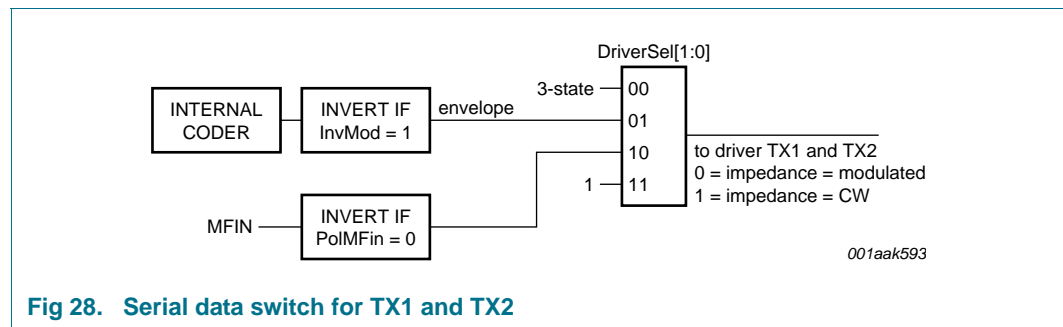 DriverSel[1:0]
3-state
00
INTERNAL
CODER
INVERT IF
InvMod = 1
envelope
01
10
to driver TX1 and TX2
0 = impedance = modulated
1 = impedance = CW
1
11
MFIN
INVERT IF
PolMFin = 0
001aak593
Fig 28. Serial data switch for TX1 and TX2